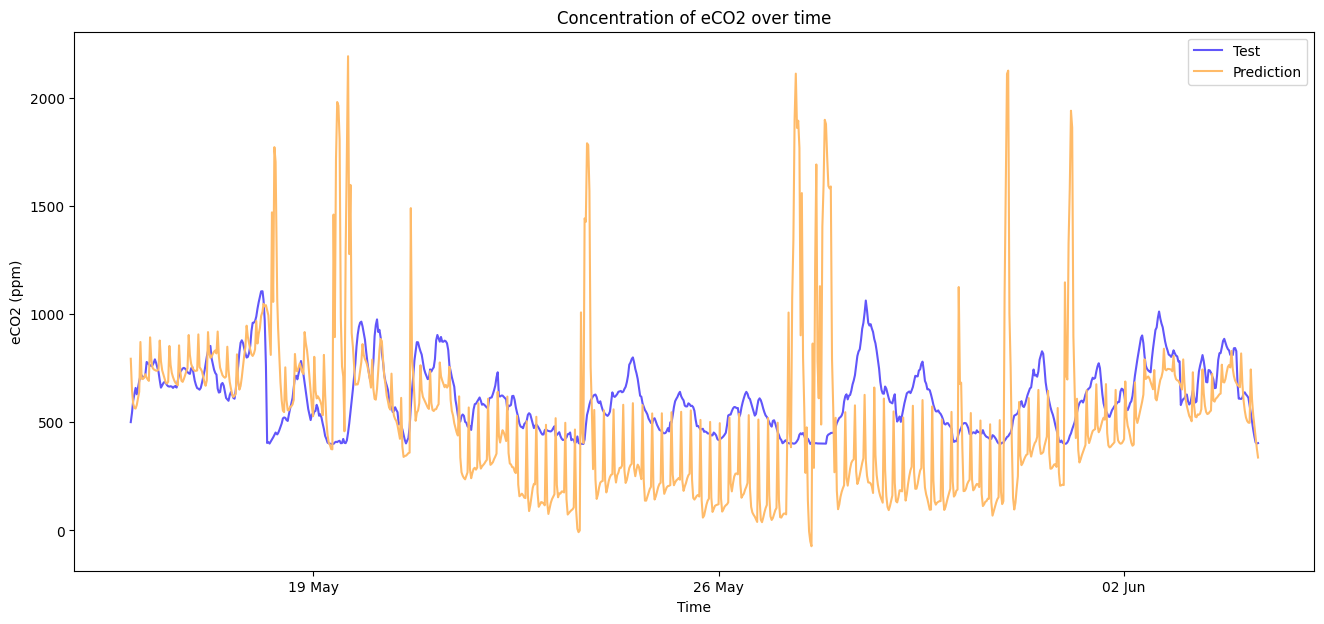 Concentration of eCO2 over time
Test
Prediction
eCO2 (ppm)
2000
1500
1000
500
0
19 May
26 May
02 Jun
Time